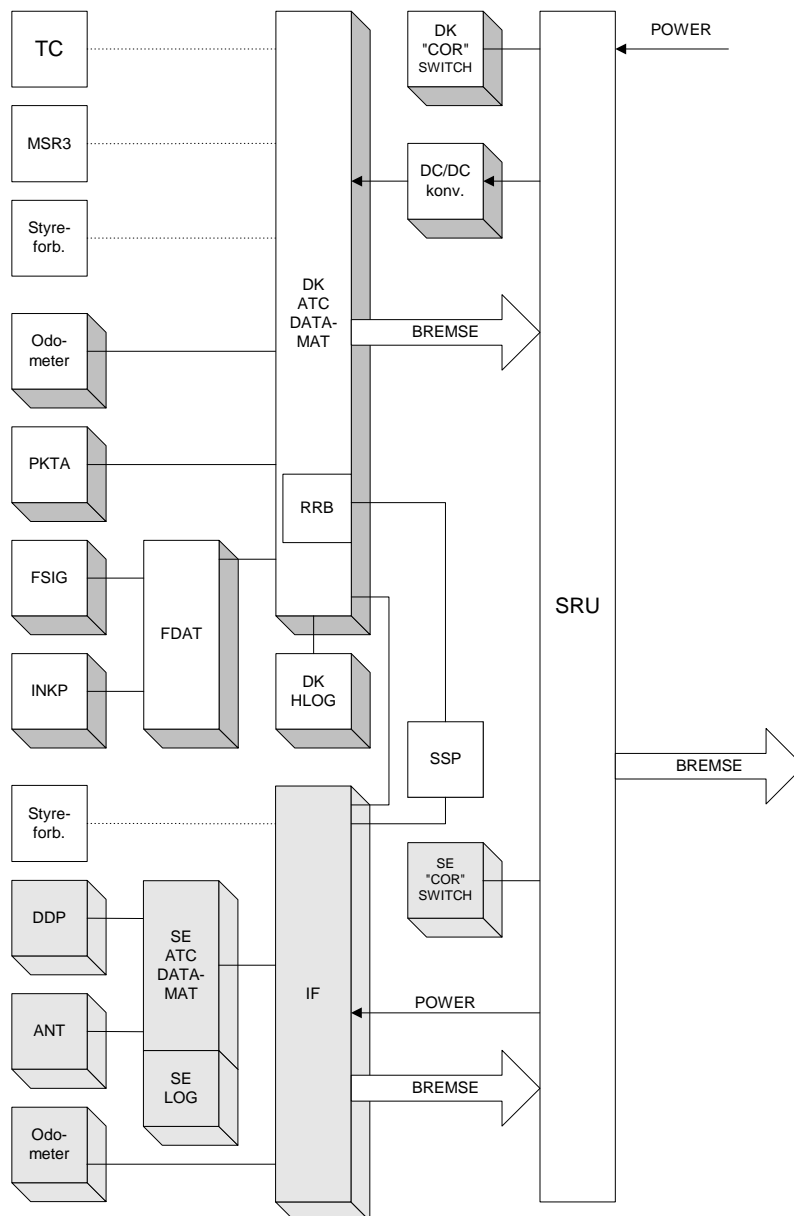 TC
DK
"COR"
SWITCH
POWER
MSR3
DC/DC
konv.
Styre-
forb.
DK
ATC
DATA-
MAT
BREMSE
Odo-
meter
PKTA
RRB
FSIG
FDAT
SRU
INKP
DK
HLOG
SSP
BREMSE
Styre-
forb.
SE
"COR"
SWITCH
DDP
SE
ATC
DATA-
MAT
IF
POWER
ANT
SE
LOG
BREMSE
Odo-
meter